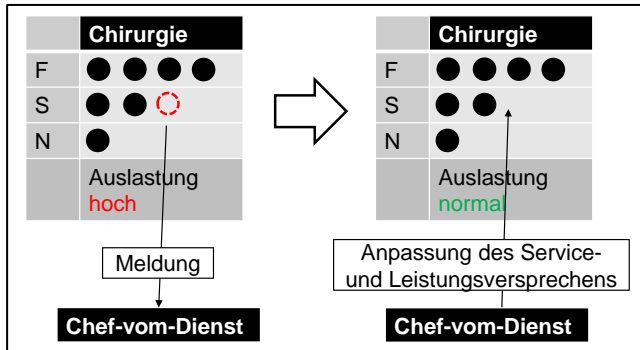 Chirurgie
F
S
N
Auslastung
hoch
Meldung
Chef-vom-Dienst
Chirurgie
F
S
N
Auslastung
normal
Anpassung des Service-
und Leistungsversprechens
Chef-vom-Dienst